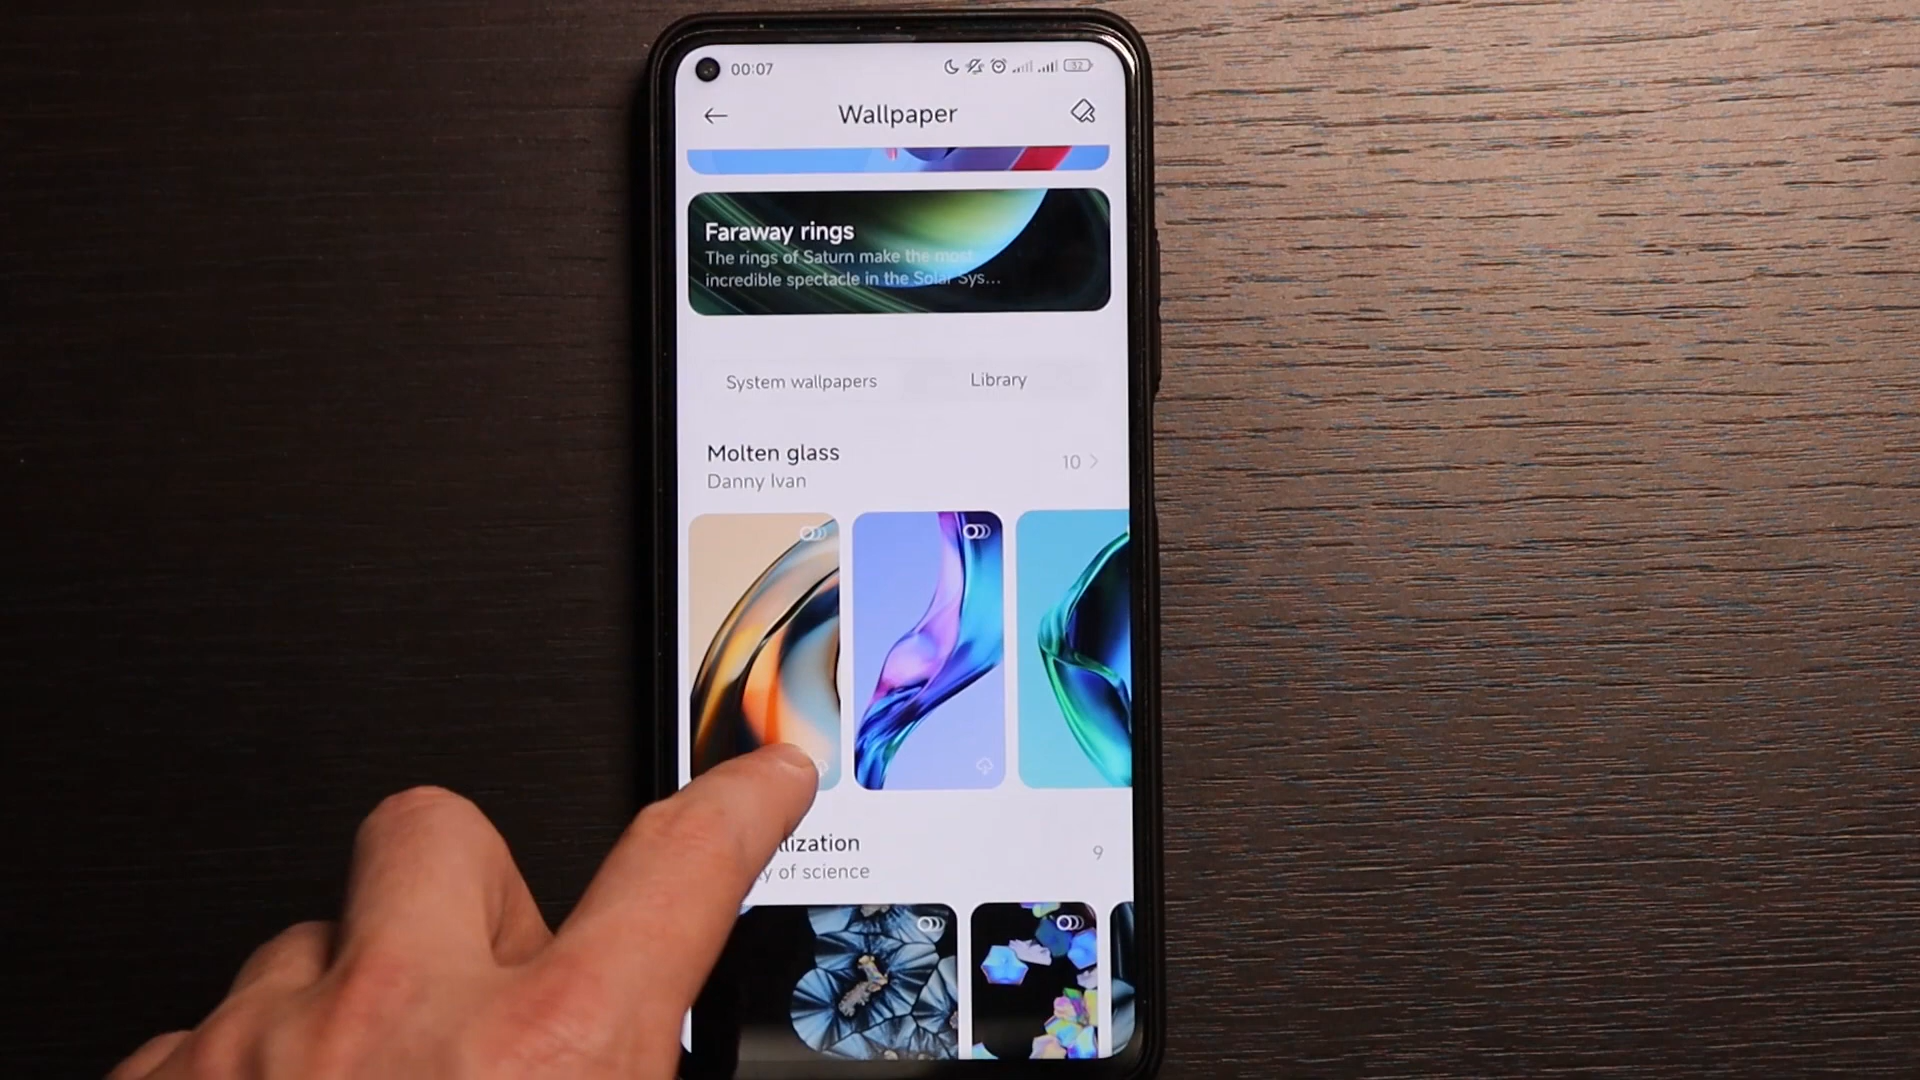 00:07
32
Wallpaper
Faraway rings
The rings of Saturn make the most
incredible spectacle in the Solar Sys...
System wallpapers
Library
Molten glass
10
Danny Ivan
9
of science